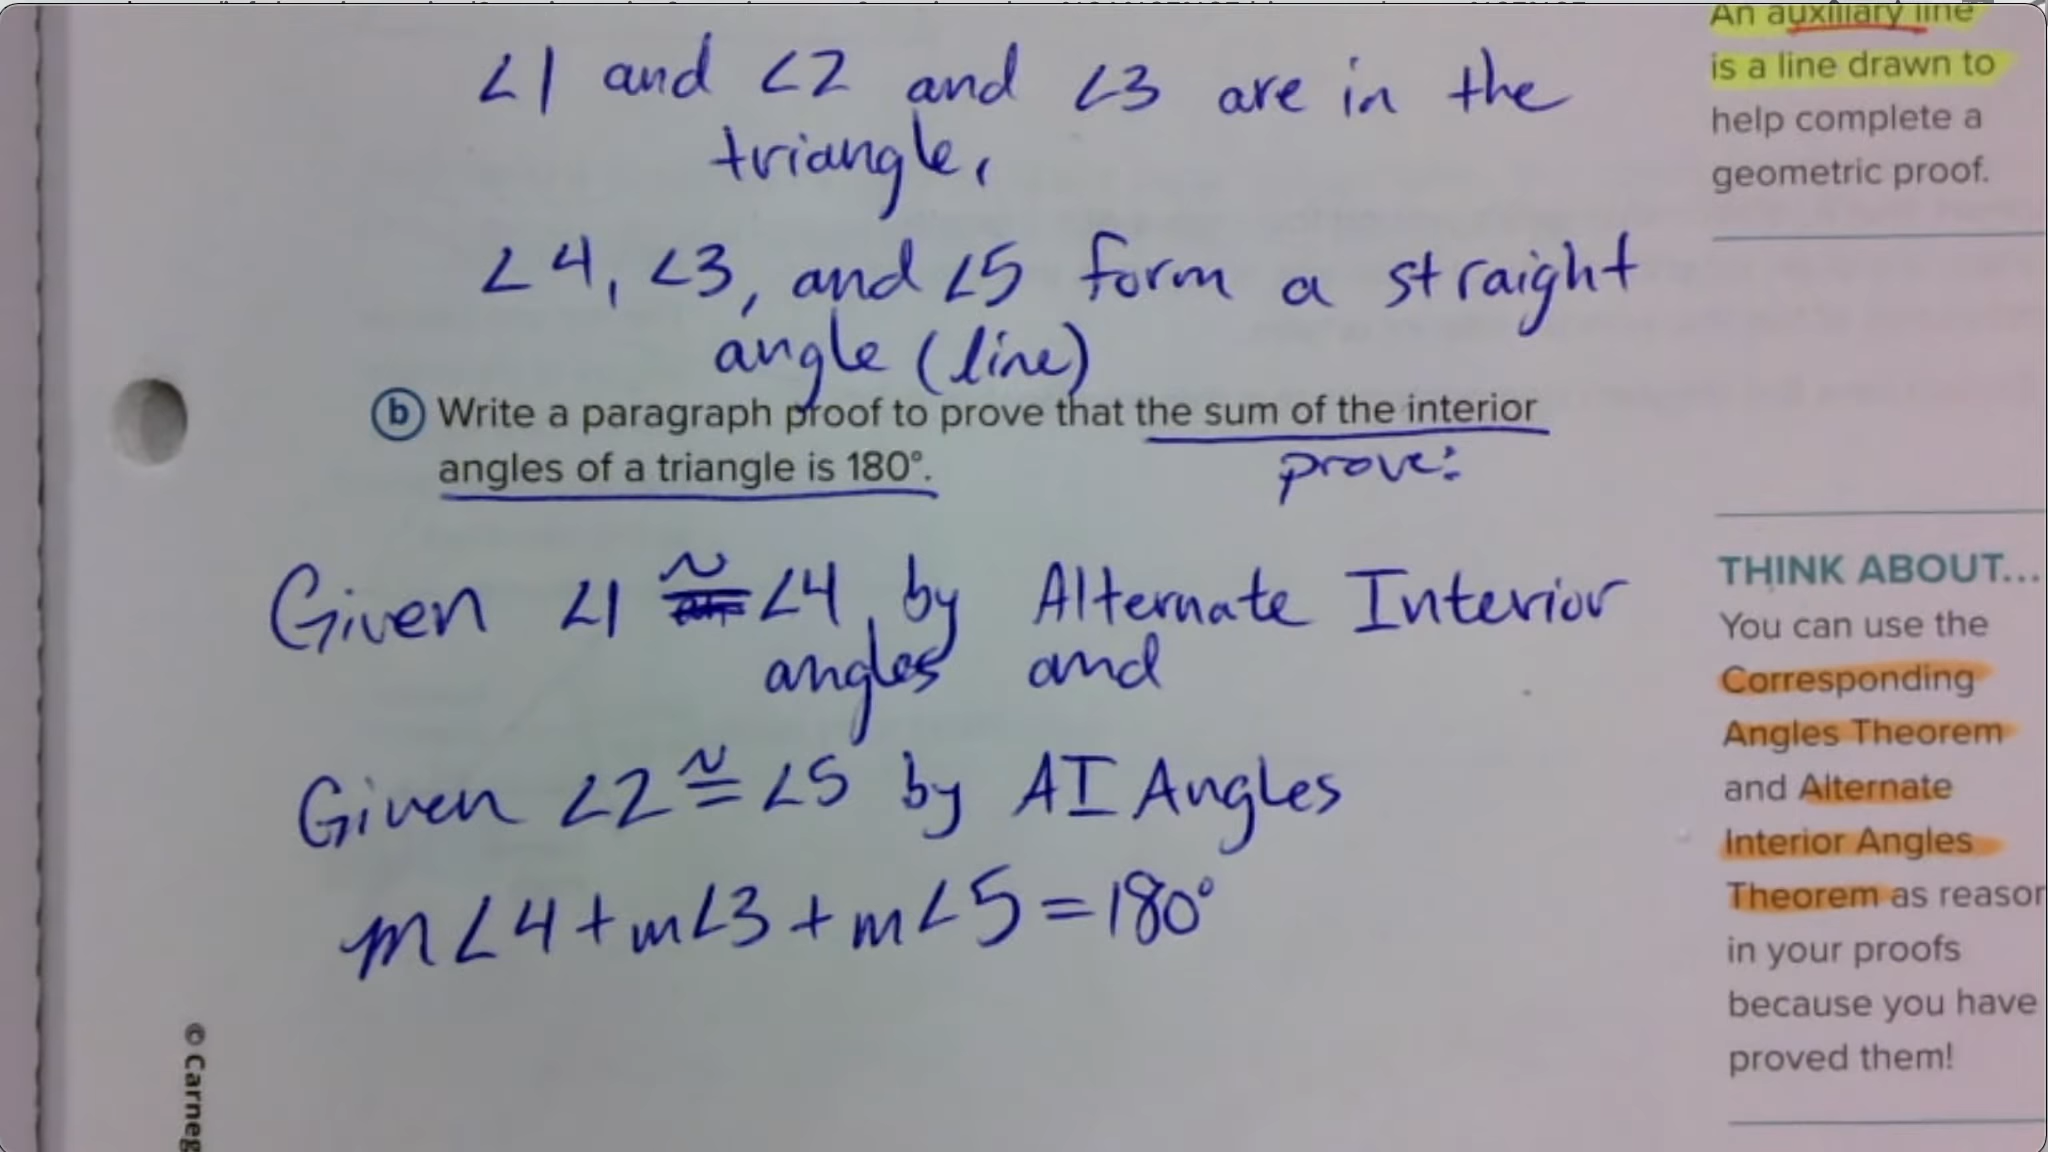 ∠1 and ∠2 and ∠3 are in the
triangle.
∠4, ∠3, and ∠5 form a straight
angle (line)
ⓑ Write a paragraph proof to prove that the sum of the interior
angles of a triangle is 180°.
prove:
Given ∠1 ≅ ∠4, by Alternate Interior
angles and
Given ∠2 ≅ ∠5 by AI Angles
m∠4 + m∠3 + m∠5 = 180°
An auxiliary line
is a line drawn to
help complete a
geometric proof.
THINK ABOUT...
You can use the
Corresponding
Angles Theorem
and Alternate
Interior Angles
Theorem as reason
in your proofs
because you have
proved them!
© Carneg